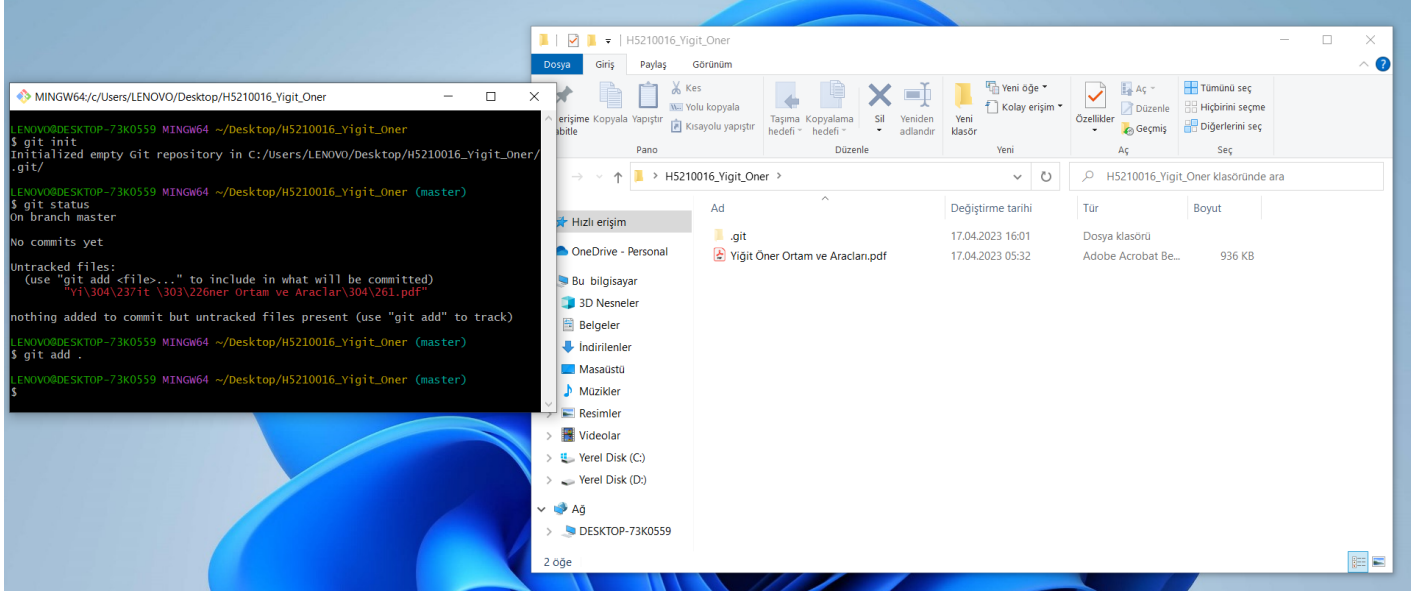 MINGW64:/c/Users/LENOVO/Desktop/H5210016_Yigit_Oner
LENOVO@DESKTOP-73K0559 MINGW64 ~/Desktop/H5210016_Yigit_Oner
$ git init
Initialized empty Git repository in C:/Users/LENOVO/Desktop/H5210016_Yigit_Oner/
.git/
LENOVO@DESKTOP-73K0559 MINGW64 ~/Desktop/H5210016_Yigit_Oner (master)
$ git status
On branch master
No commits yet
Untracked files:
(use "git add <file>..." to include in what will be committed)
"Yi\304\237it \303\226ner Ortam ve Araclar\304\261.pdf"
nothing added to commit but untracked files present (use "git add" to track)
LENOVO@DESKTOP-73K0559 MINGW64 ~/Desktop/H5210016_Yigit_Oner (master)
$ git add .
LENOVO@DESKTOP-73K0559 MINGW64 ~/Desktop/H5210016_Yigit_Oner (master)
$
H5210016_Yigit_Oner
Dosya Giriş Paylaş Görünüm
erişime
Kopyala
Yapıştır
Kes
Yolu kopyala
Kısayolu yapıştır
Pano
Taşıma hedefi
Kopyalama hedefi
Sil
Yeniden adlandır
Düzenle
Yeni klasör
Yeni öğe
Kolay erişim
Yeni
Özellikler
Aç
Düzenle
Geçmiş
Aç
Tümünü seç
Hiçbirini seçme
Diğerlerini seç
Seç
H5210016_Yigit_Oner
H5210016_Yigit_Oner klasöründe ara
Ad Değiştirme tarihi Tür Boyut
.git 17.04.2023 16:01 Dosya klasörü
Yiğit Öner Ortam ve Aracları.pdf 17.04.2023 05:32 Adobe Acrobat Be... 936 KB
Hızlı erişim
OneDrive - Personal
Bu bilgisayar
3D Nesneler
Belgeler
İndirilenler
Masaüstü
Müzikler
Resimler
Videolar
Yerel Disk (C:)
Yerel Disk (D:)
Ağ
DESKTOP-73K0559
2 öğe